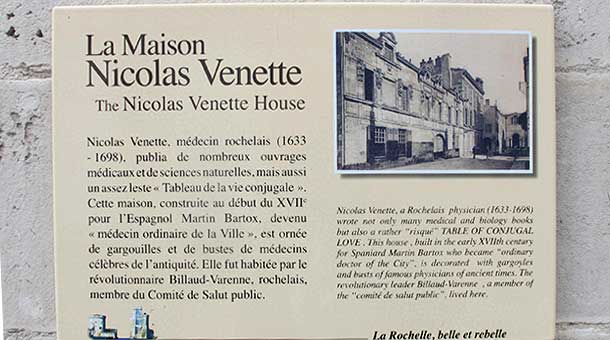 La Maison
Nicolas Venette
The Nicolas Venette House
Nicolas Venette, médecin rochelais (1633
- 1698), publia de nombreux ouvrages
médicaux et de sciences naturelles, mais aussi
un assez leste « Tableau de la vie conjugale ».
Cette maison, construite au début du XVIIᵉ
pour l'Espagnol Martin Bartox, devenu
« médecin ordinaire de la Ville », est ornée
de gargouilles et de bustes de médecins
célèbres de l'antiquité. Elle fut habitée par le
révolutionnaire Billaud-Varenne, rochelais,
membre du Comité de Salut public.
Nicolas Venette, a Rochelais physician (1633-1698)
wrote not only many medical and biology books
but also a rather "risqué" TABLE OF CONJUGAL
LOVE . This house , built in the early XVIIth century
for Spaniard Martin Bartox who became "ordinary
doctor of the City", is decorated with gargoyles
and busts of famous physicians of ancient times. The
revolutionary leader Billaud-Varenne , a member of
the "comité de salut public", lived here.
La Rochelle, belle et rebelle